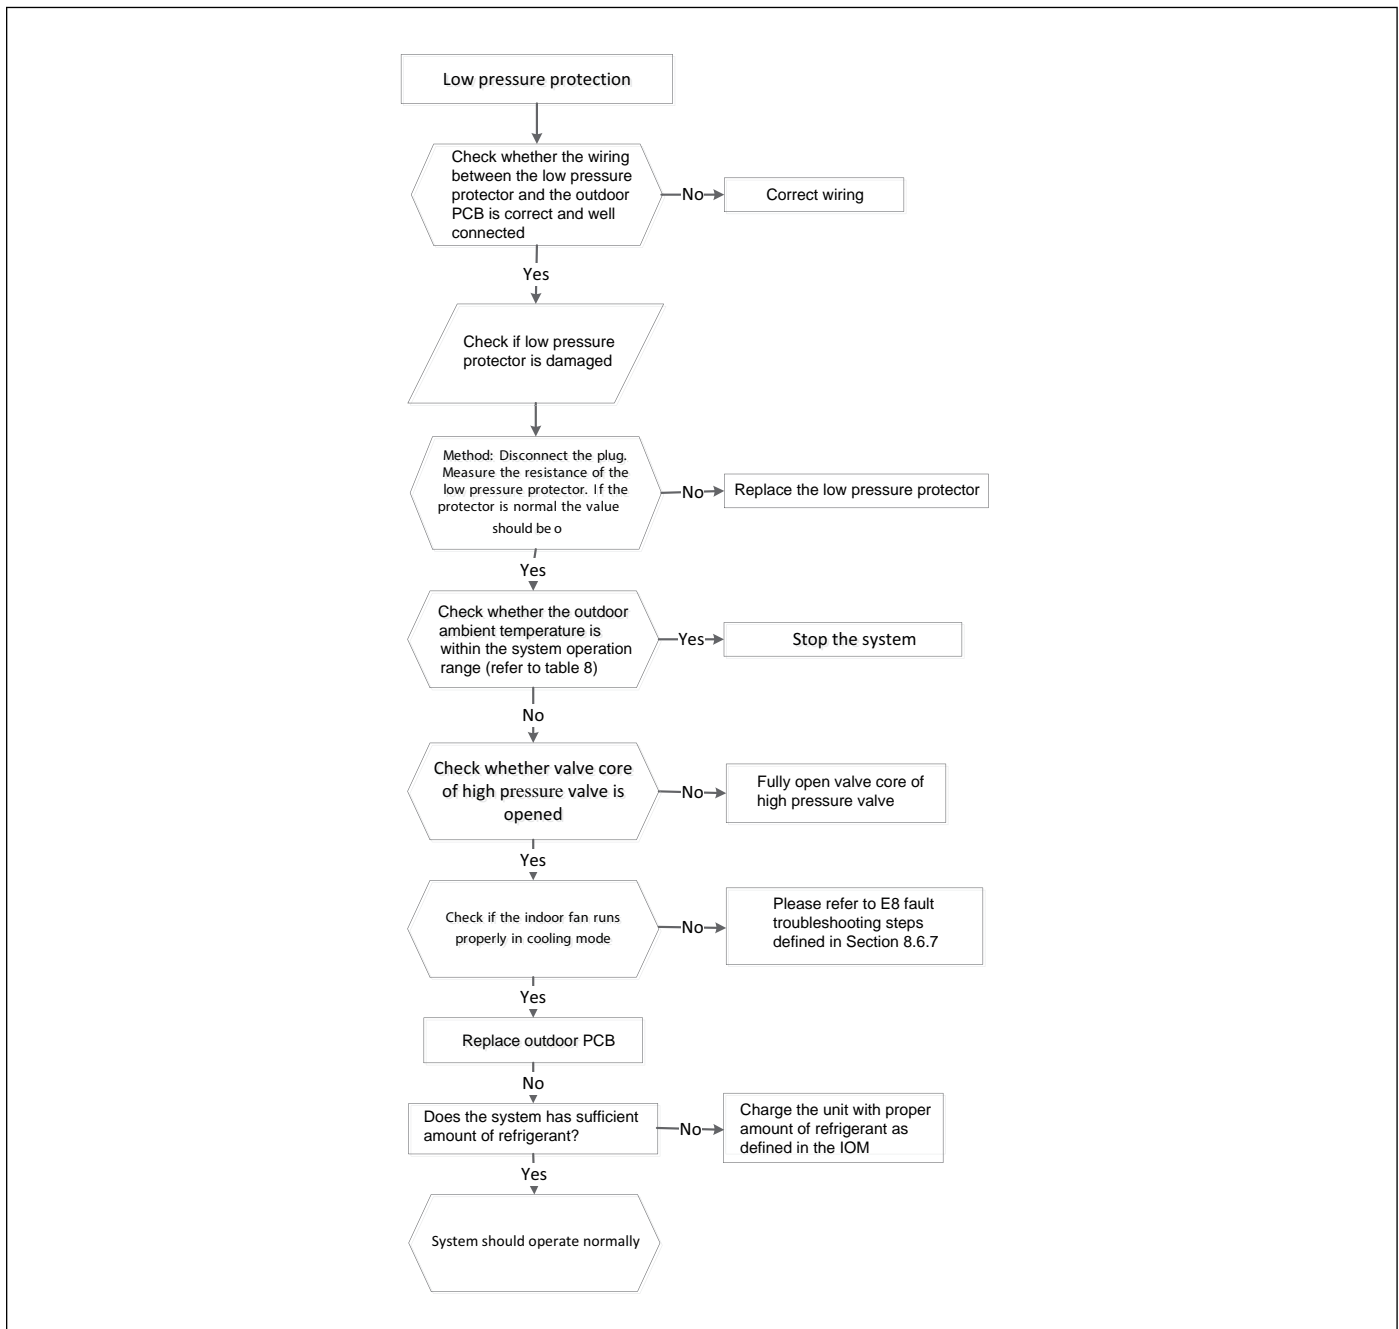 Low pressure protection
Check whether the wiring
between the low pressure
protector and the outdoor
PCB is correct and well
connected
No
Correct wiring
Yes
Check if low pressure
protector is damaged
Method: Disconnect the plug.
Measure the resistance of the
low pressure protector. If the
protector is normal the value
should be o
No
Replace the low pressure protector
Yes
Check whether the outdoor
ambient temperature is
within the system operation
range (refer to table 8)
Yes
Stop the system
No
Check whether valve core
of high pressure valve is
opened
No
Fully open valve core of
high pressure valve
Yes
Check if the indoor fan runs
properly in cooling mode
No
Please refer to E8 fault
troubleshooting steps
defined in Section 8.6.7
Yes
Replace outdoor PCB
No
Does the system has sufficient
amount of refrigerant?
No
Charge the unit with proper
amount of refrigerant as
defined in the IOM
Yes
System should operate normally